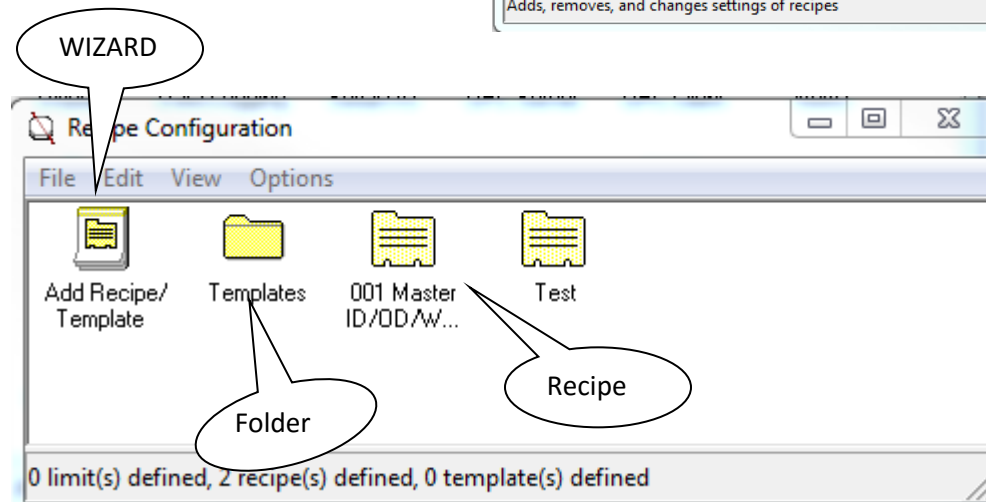 Adds, removes, and changes settings of recipes
WIZARD
Recipe Configuration
File Edit View Options
Add Recipe/ Templates 001 Master Test
Template ID/OD/W...
Recipe
Folder
0 limit(s) defined, 2 recipe(s) defined, 0 template(s) defined